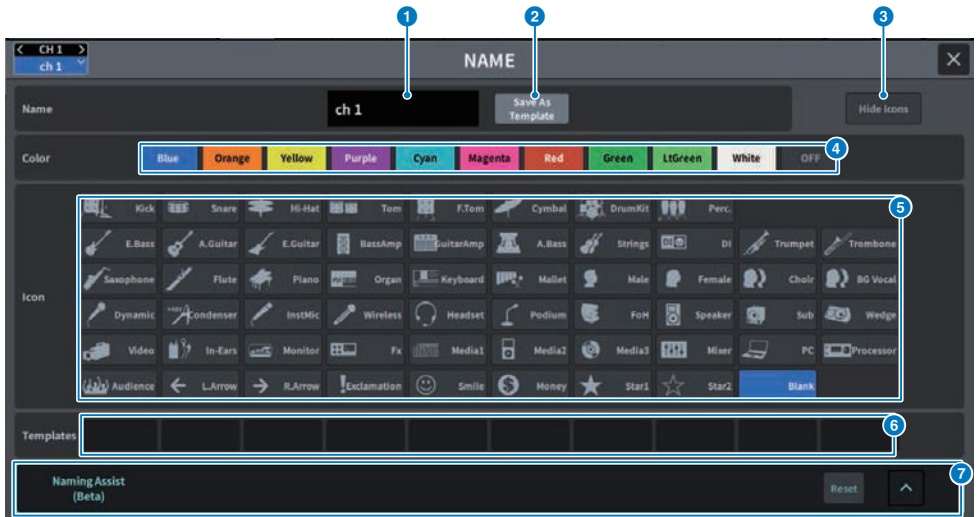 1 2 3
CH 1
ch 1
NAME
Name
ch 1
Save As
Template
Hide Icons
Color
Blue Orange Yellow Purple Cyan Magenta Red Green LtGreen White OFF
4
Icon
5
Kick Snare Hi-Hat Tom F.Tom Cymbal DrumKit Perc.
E.Bass A.Guitar E.Guitar BassAmp GuitarAmp A.Bass Strings DI DI Trumpet Trombone
Saxophone Flute Piano Organ Keyboard Mallet Male Female Choir BG Vocal
Dynamic Condenser InstMic Wireless Headset Podium FoH Speaker Sub Wedge
Video In-Ears Monitor Fx Media1 Media2 Media3 Mixer PC Processor
Audience L.Arrow R.Arrow Exclamation Smile Money Star1 Star2 Blank
Templates
6
7
Naming Assist
(Beta)
Reset